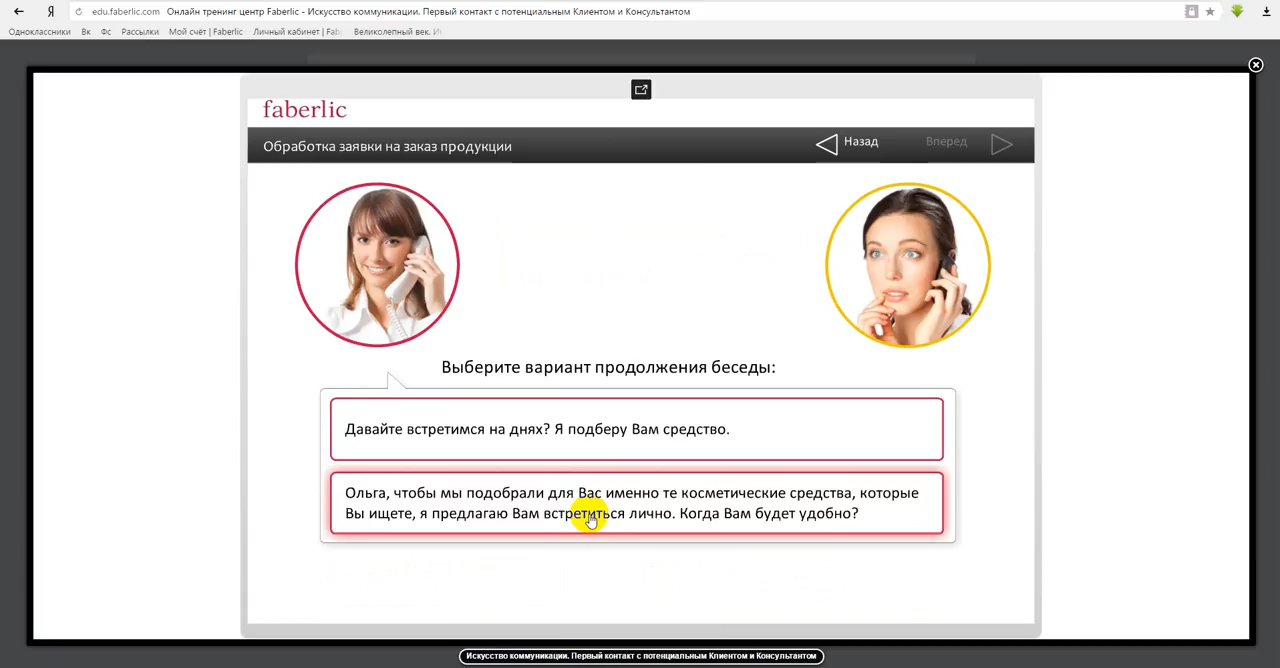 Я
edu.faberlic.com Онлайн тренинг центр Faberlic - Искусство коммуникации. Первый контакт с потенциальным Клиентом и Консультантом
Одноклассники Вк Фс Рассылки Мой счёт | Faberlic Личный кабинет | Fab Великолепный век. И
faberlic
Обработка заявки на заказ продукции
Назад
Вперед
Выберите вариант продолжения беседы:
Давайте встретимся на днях? Я подберу Вам средство.
Ольга, чтобы мы подобрали для Вас именно те косметические средства, которые
Вы ищете, я предлагаю Вам встретиться лично. Когда Вам будет удобно?
Искусство коммуникации. Первый контакт с потенциальным Клиентом и Консультантом